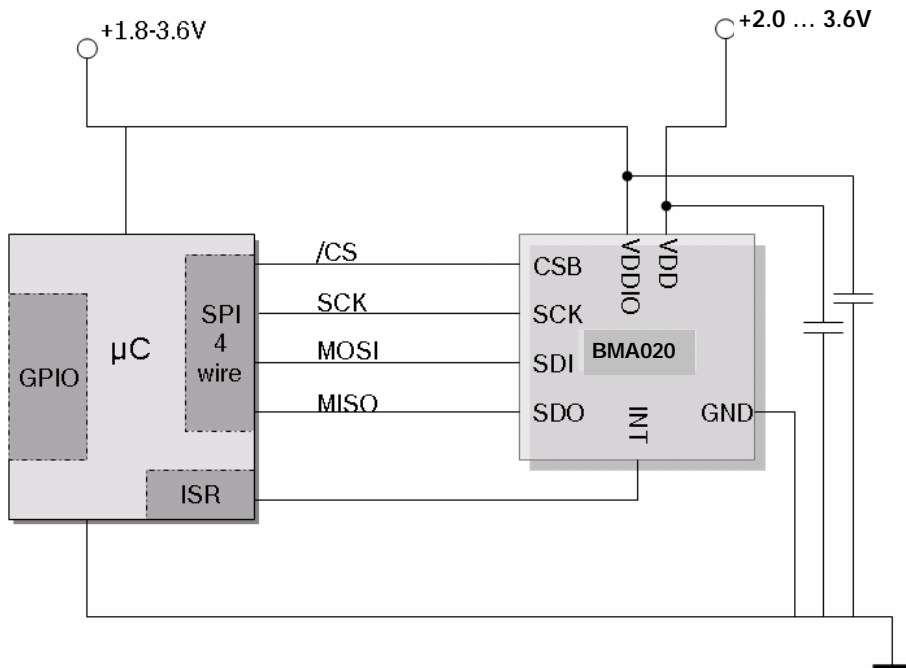 +1.8-3.6V
+2.0 ... 3.6V
/CS
SCK
MOSI
MISO
GPIO
µC
SPI
4
wire
ISR
CSB
SCK
SDI
SDO
VDDIO
VDD
BMA020
INT
GND